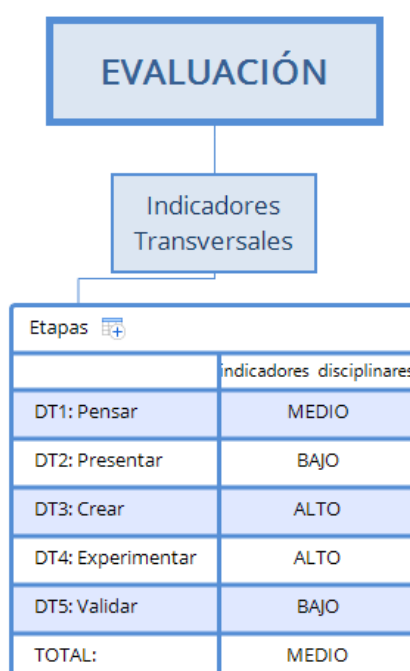 EVALUACIÓN
Indicadores
Transversales
Etapas
indicadores disciplinares
DT1: Pensar MEDIO
DT2: Presentar BAJO
DT3: Crear ALTO
DT4: Experimentar ALTO
DT5: Validar BAJO
TOTAL: MEDIO